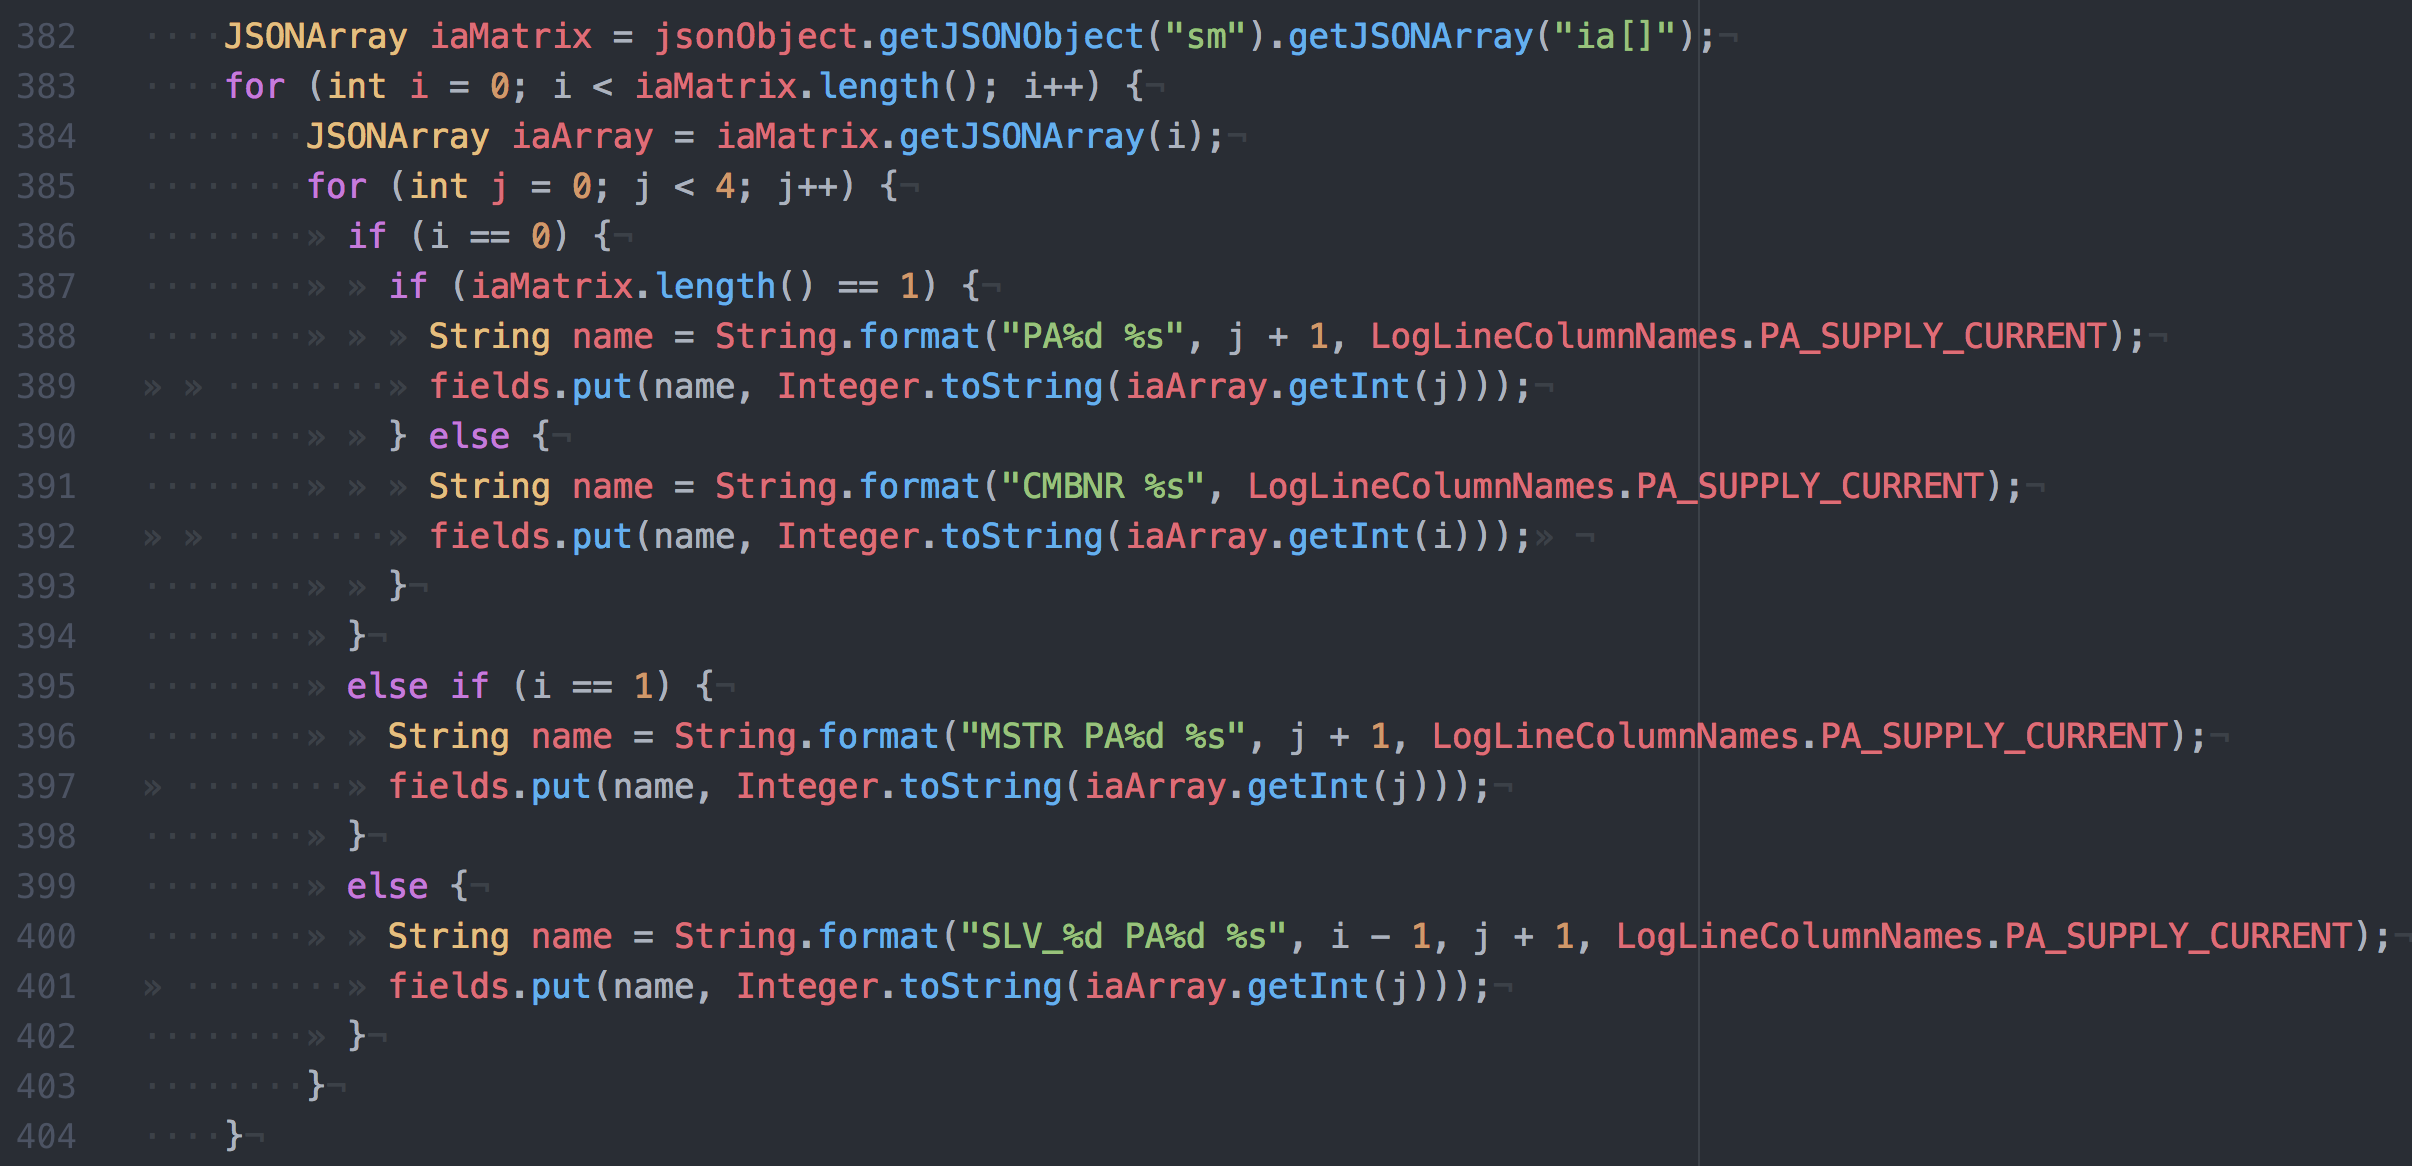 382 JSONArray iaMatrix = jsonObject.getJSONObject("sm").getJSONArray("ia[]");
383 for (int i = 0; i < iaMatrix.length(); i++) {
384 JSONArray iaArray = iaMatrix.getJSONArray(i);
385 for (int j = 0; j < 4; j++) {
386 if (i == 0) {
387 if (iaMatrix.length() == 1) {
388 String name = String.format("PA%d %s", j + 1, LogLineColumnNames.PA_SUPPLY_CURRENT);
389 fields.put(name, Integer.toString(iaArray.getInt(j)));
390 } else {
391 String name = String.format("CMBNR %s", LogLineColumnNames.PA_SUPPLY_CURRENT);
392 fields.put(name, Integer.toString(iaArray.getInt(i)));
393 }
394 }
395 else if (i == 1) {
396 String name = String.format("MSTR PA%d %s", j + 1, LogLineColumnNames.PA_SUPPLY_CURRENT);
397 fields.put(name, Integer.toString(iaArray.getInt(j)));
398 }
399 else {
400 String name = String.format("SLV_%d PA%d %s", i - 1, j + 1, LogLineColumnNames.PA_SUPPLY_CURRENT);
401 fields.put(name, Integer.toString(iaArray.getInt(j)));
402 }
403 }
404 }